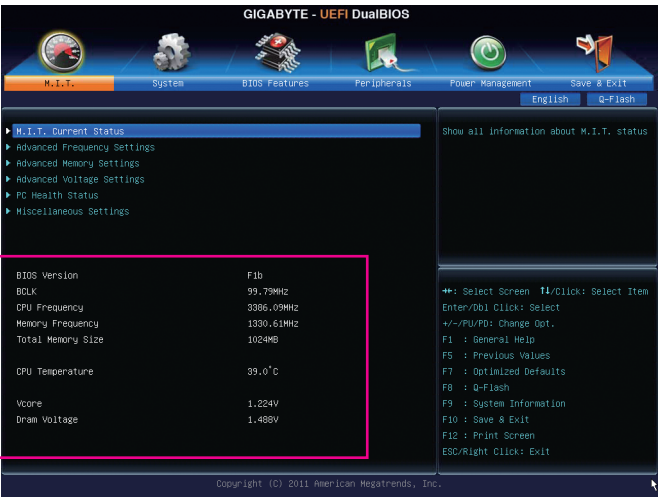 GIGABYTE - UEFI DualBIOS
M.I.T. System BIOS Features Peripherals Power Management Save & Exit
English Q-Flash
M.I.T. Current Status
Advanced Frequency Settings
Advanced Memory Settings
Advanced Voltage Settings
PC Health Status
Miscellaneous Settings
Show all information about M.I.T. status
BIOS Version F1b
BCLK 99.79MHz
CPU Frequency 3386.09MHz
Memory Frequency 1330.61MHz
Total Memory Size 1024MB
CPU Temperature 39.0°C
Vcore 1.224V
Dram Voltage 1.488V
→←: Select Screen ↑↓/Click: Select Item
Enter/Dbl Click: Select
+/-/PU/PD: Change Opt.
F1 : General Help
F5 : Previous Values
F7 : Optimized Defaults
F8 : Q-Flash
F9 : System Information
F10 : Save & Exit
F12 : Print Screen
ESC/Right Click: Exit
Copyright (C) 2011 American Megatrends, Inc.